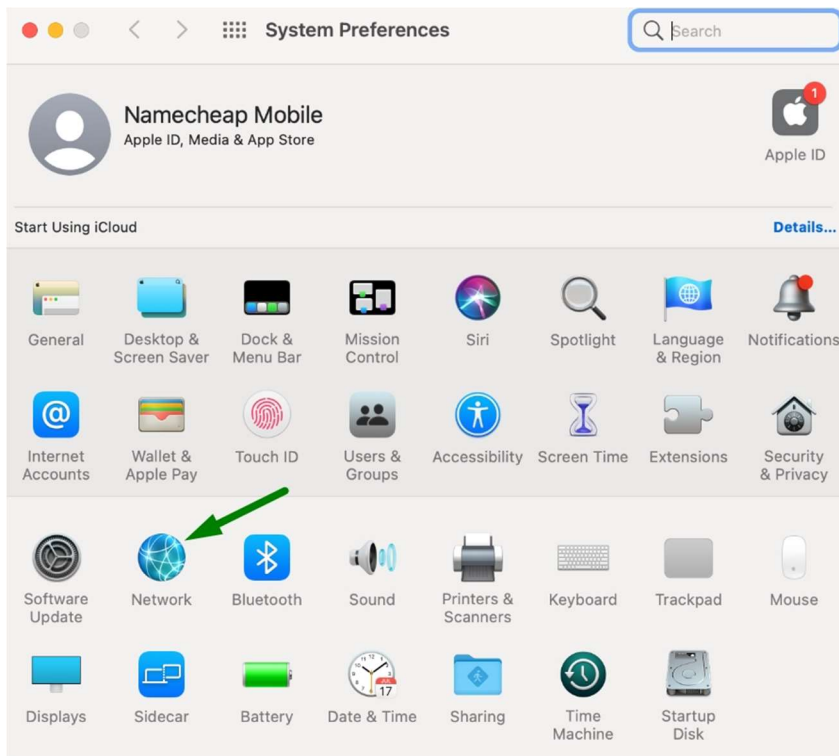 System Preferences
Search
Namecheap Mobile
Apple ID, Media & App Store
1
Apple ID
Start Using iCloud
Details...
General
Desktop &
Screen Saver
Dock &
Menu Bar
Mission
Control
Siri
Spotlight
Language
& Region
Notifications
Internet
Accounts
Wallet &
Apple Pay
Touch ID
Users &
Groups
Accessibility
Screen Time
Extensions
Security
& Privacy
Software
Update
Network
Bluetooth
Sound
Printers &
Scanners
Keyboard
Trackpad
Mouse
Displays
Sidecar
Battery
JUL
17
Date & Time
Sharing
Time
Machine
Startup
Disk